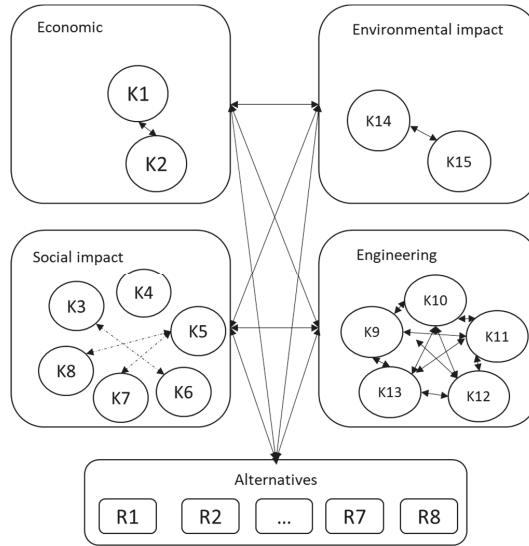 Economic
K1
K2
Environmental impact
K14
K15
Social impact
K3
K4
K5
K8
K7
K6
Engineering
K10
K9
K11
K13
K12
Alternatives
R1 R2 ... R7 R8